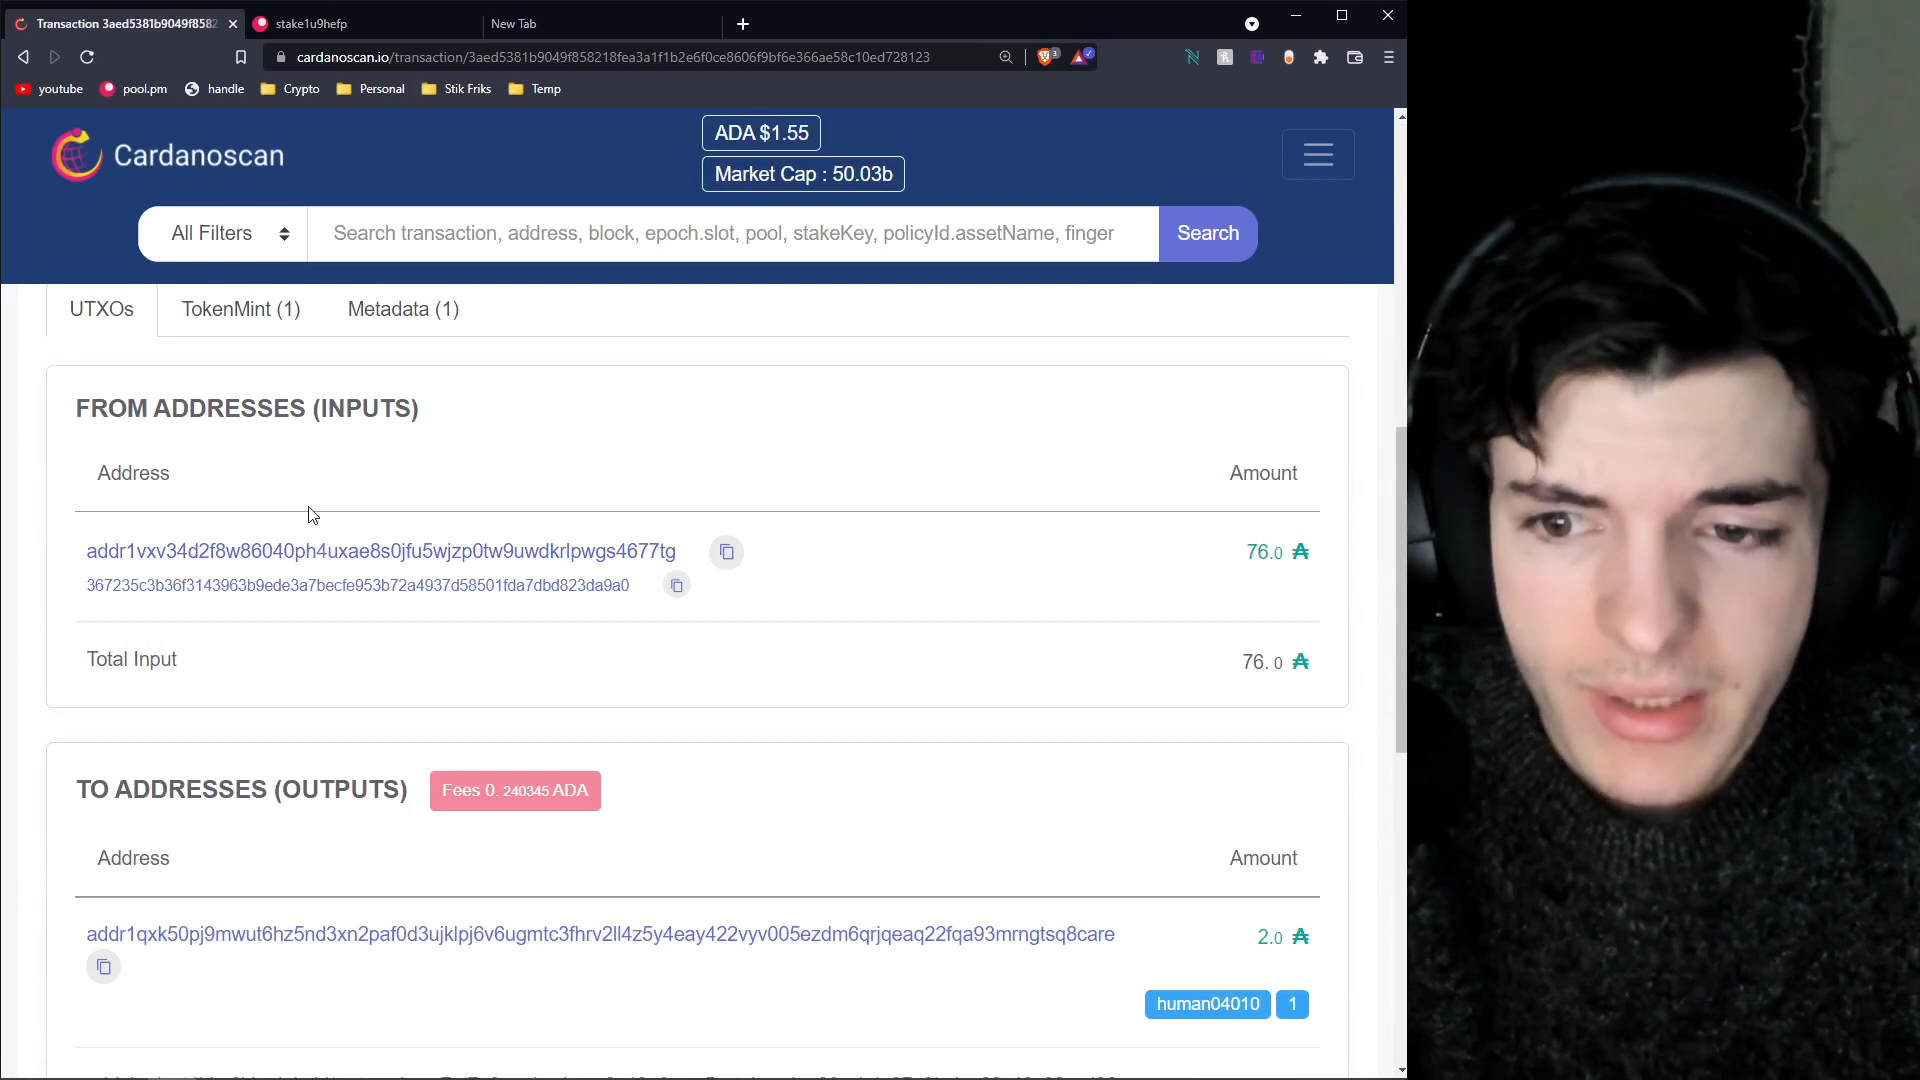 Transaction 3aed5381b9049f8582
stake1u9hefp
New Tab
cardanoscan.io/transaction/3aed5381b9049f858218fea3a1f1b2e6f0ce8606f9bf6e366ae58c10ed728123
3
youtube
pool.pm
handle
Crypto
Personal
Stik Friks
Temp
Cardanoscan
ADA $1.55
Market Cap : 50.03b
All Filters
Search transaction, address, block, epoch.slot, pool, stakeKey, policyId.assetName, finger
Search
UTXOs
TokenMint (1)
Metadata (1)
FROM ADDRESSES (INPUTS)
Address
Amount
addr1vxv34d2f8w86040ph4uxae8s0jfu5wjzp0tw9uwdkrlpwgs4677tg
76.0 ₳
367235c3b36f3143963b9ede3a7becfe953b72a4937d58501fda7dbd823da9a0
Total Input
76. 0 ₳
TO ADDRESSES (OUTPUTS)
Fees 0. 240345 ADA
Address
Amount
addr1qxk50pj9mwut6hz5nd3xn2paf0d3ujklpj6v6ugmtc3fhrv2ll4z5y4eay422vyv005ezdm6qrjqeaq22fqa93mrngtsq8care
2.0 ₳
human04010
1